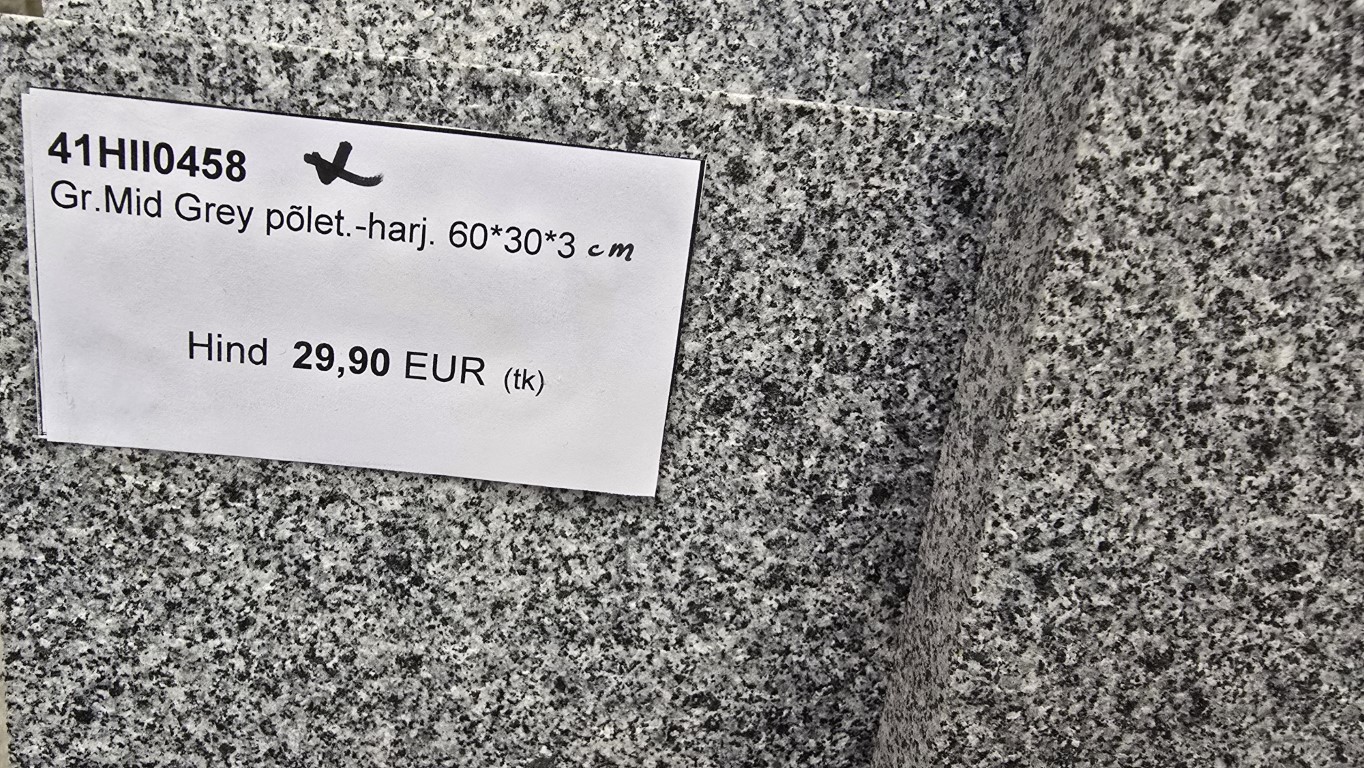 41HII0458
Gr.Mid Grey põlet.-harj. 60*30*3 cm
Hind 29,90 EUR (tk)